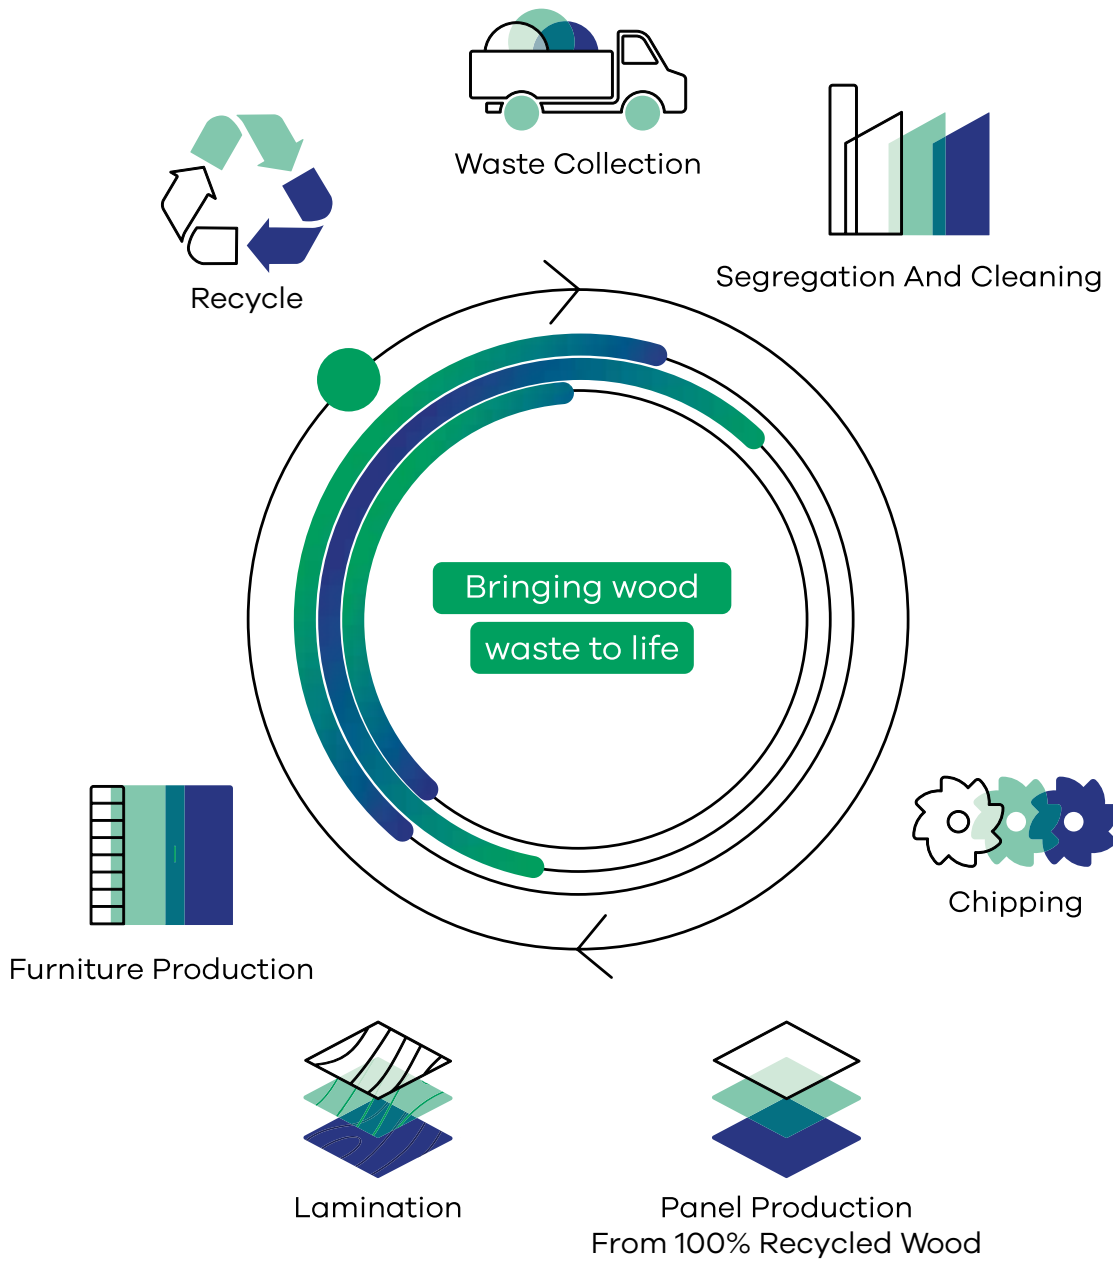 Waste Collection
Segregation And Cleaning
Recycle
Bringing wood
waste to life
Chipping
Furniture Production
Lamination
Panel Production
From 100% Recycled Wood